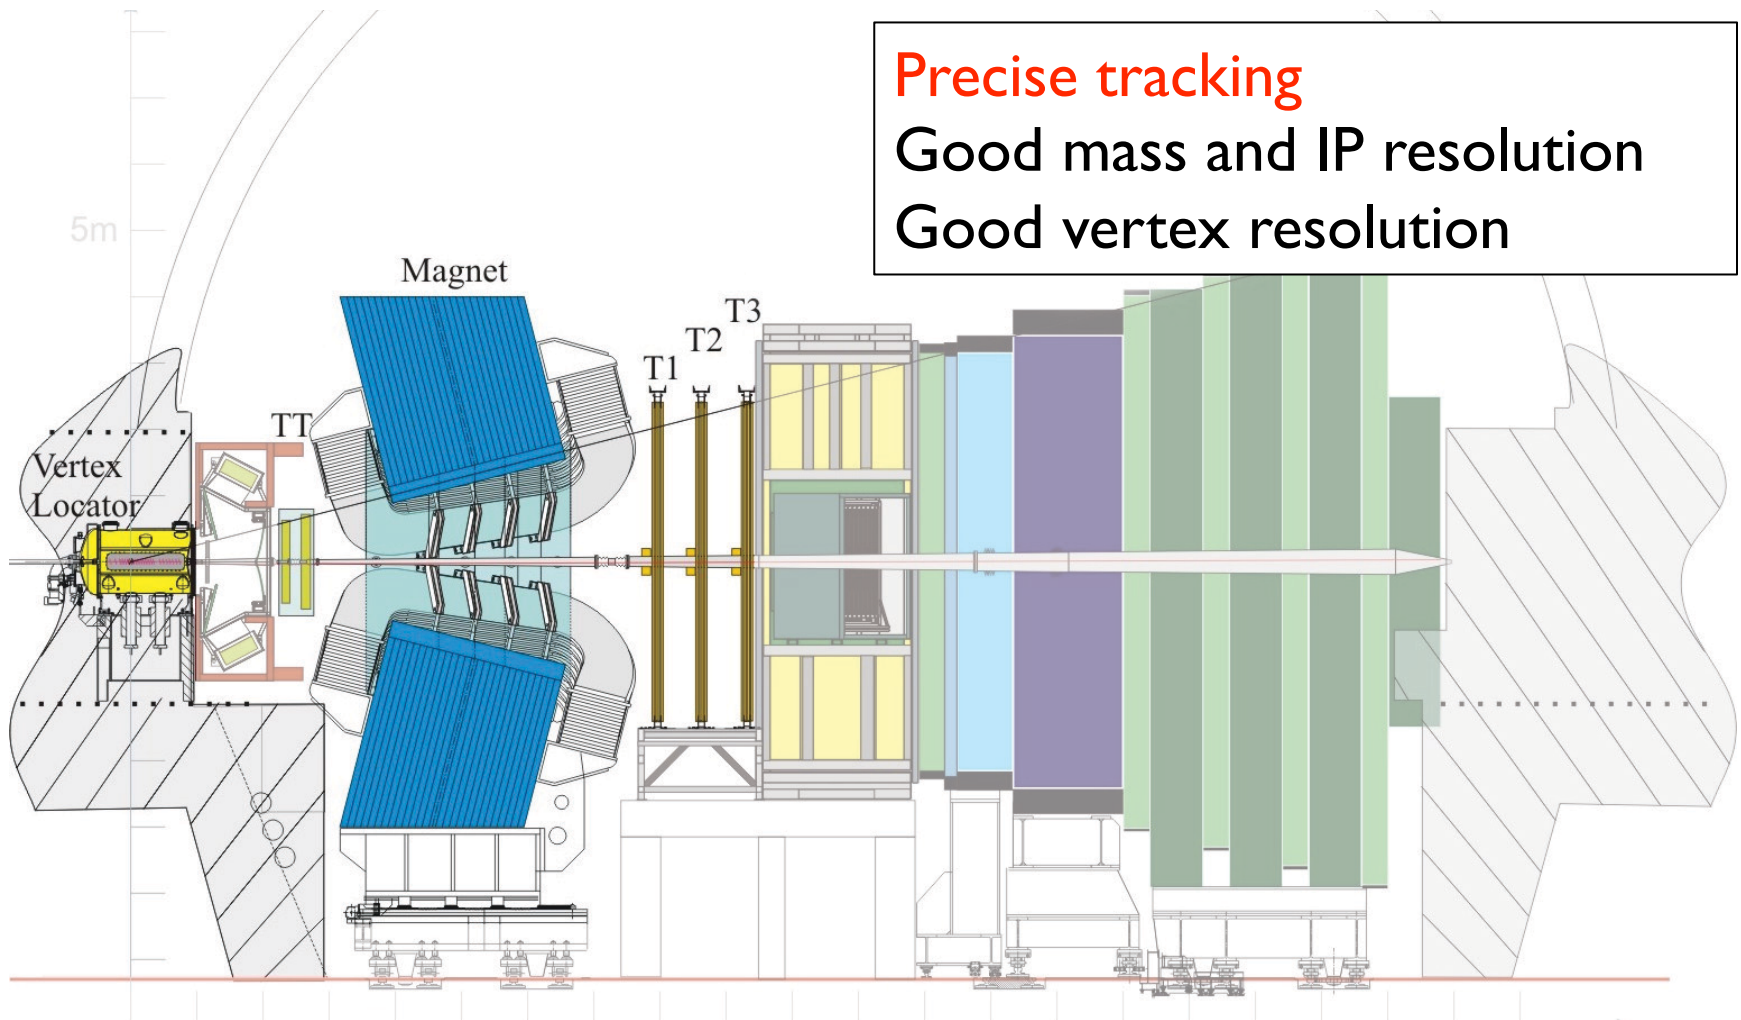 Precise tracking
Good mass and IP resolution
Good vertex resolution
5m
Magnet
T3
T2
T1
TT
Vertex
Locator